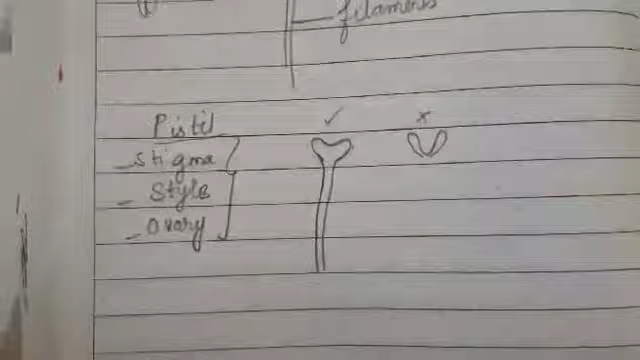 filaments
Pistil ✓ ×
- Stigma
- Style
- Ovary